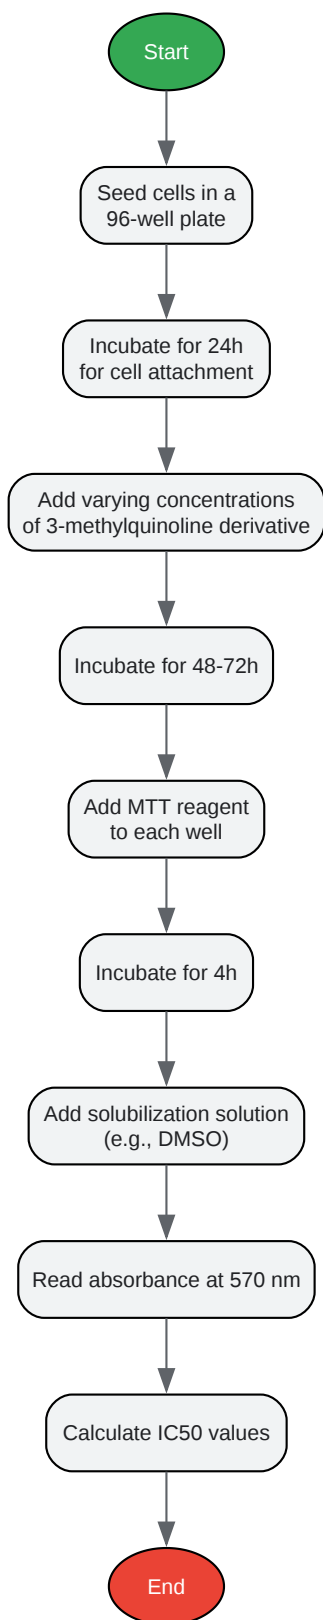 Start
Seed cells in a
96-well plate
Incubate for 24h
for cell attachment
Add varying concentrations
of 3-methylquinoline derivative
Incubate for 48-72h
Add MTT reagent
to each well
Incubate for 4h
Add solubilization solution
(e.g., DMSO)
Read absorbance at 570 nm
Calculate IC50 values
End